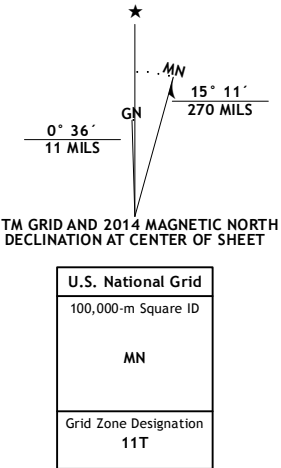 ★
MN
GN
15° 11´
270 MILS
0° 36´
11 MILS
TM GRID AND 2014 MAGNETIC NORTH
DECLINATION AT CENTER OF SHEET
U.S. National Grid
100,000-m Square ID
MN
Grid Zone Designation
11T